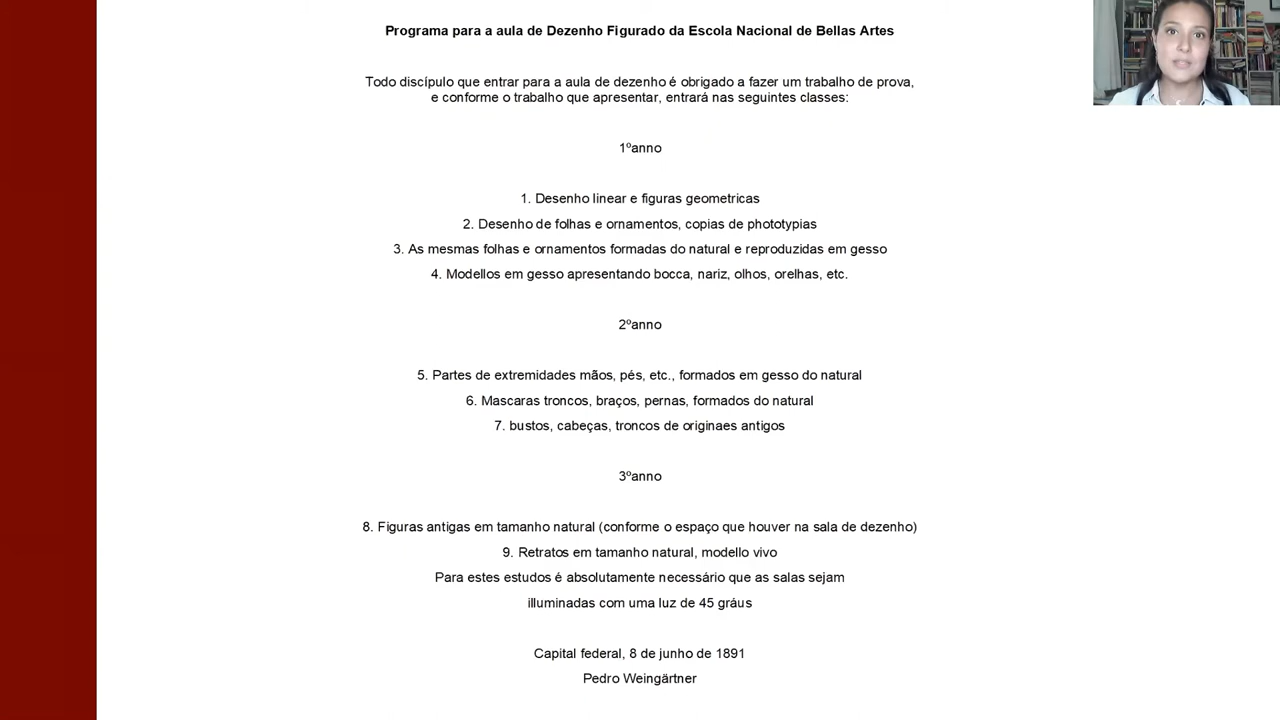 Programa para a aula de Dezenho Figurado da Escola Nacional de Bellas Artes
Todo discípulo que entrar para a aula de dezenho é obrigado a fazer um trabalho de prova,
e conforme o trabalho que apresentar, entrará nas seguintes classes:
1ºanno
1. Desenho linear e figuras geometricas
2. Desenho de folhas e ornamentos, copias de phototypias
3. As mesmas folhas e ornamentos formadas do natural e reproduzidas em gesso
4. Modellos em gesso apresentando bocca, nariz, olhos, orelhas, etc.
2ºanno
5. Partes de extremidades mãos, pés, etc., formados em gesso do natural
6. Mascaras troncos, braços, pernas, formados do natural
7. bustos, cabeças, troncos de originaes antigos
3ºanno
8. Figuras antigas em tamanho natural (conforme o espaço que houver na sala de dezenho)
9. Retratos em tamanho natural, modello vivo
Para estes estudos é absolutamente necessário que as salas sejam
illuminadas com uma luz de 45 gráus
Capital federal, 8 de junho de 1891
Pedro Weingärtner